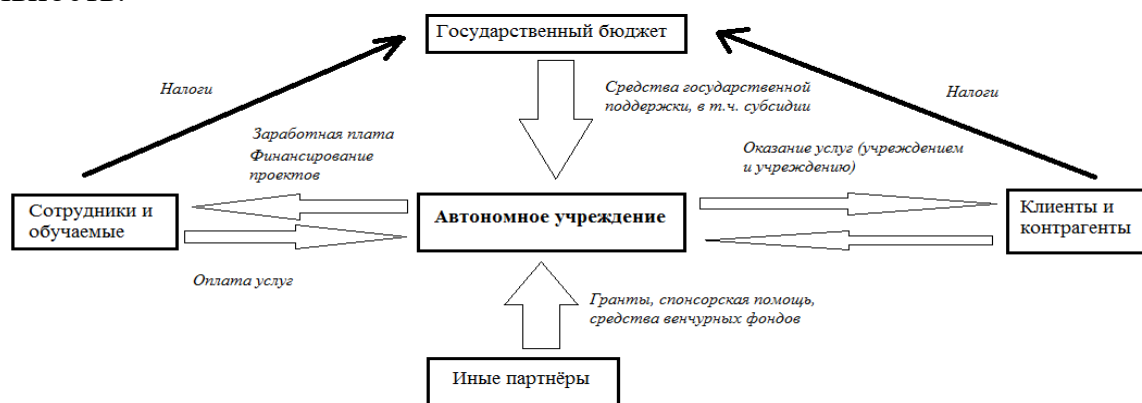 Государственный бюджет
Налоги
Средства государственной
поддержки, в т.ч. субсидии
Налоги
Заработная плата
Финансирование
проектов
Оказание услуг (учреждением
и учреждению)
Сотрудники и
обучаемые
Автономное учреждение
Клиенты и
контрагенты
Оплата услуг
Гранты, спонсорская помощь,
средства венчурных фондов
Иные партнёры